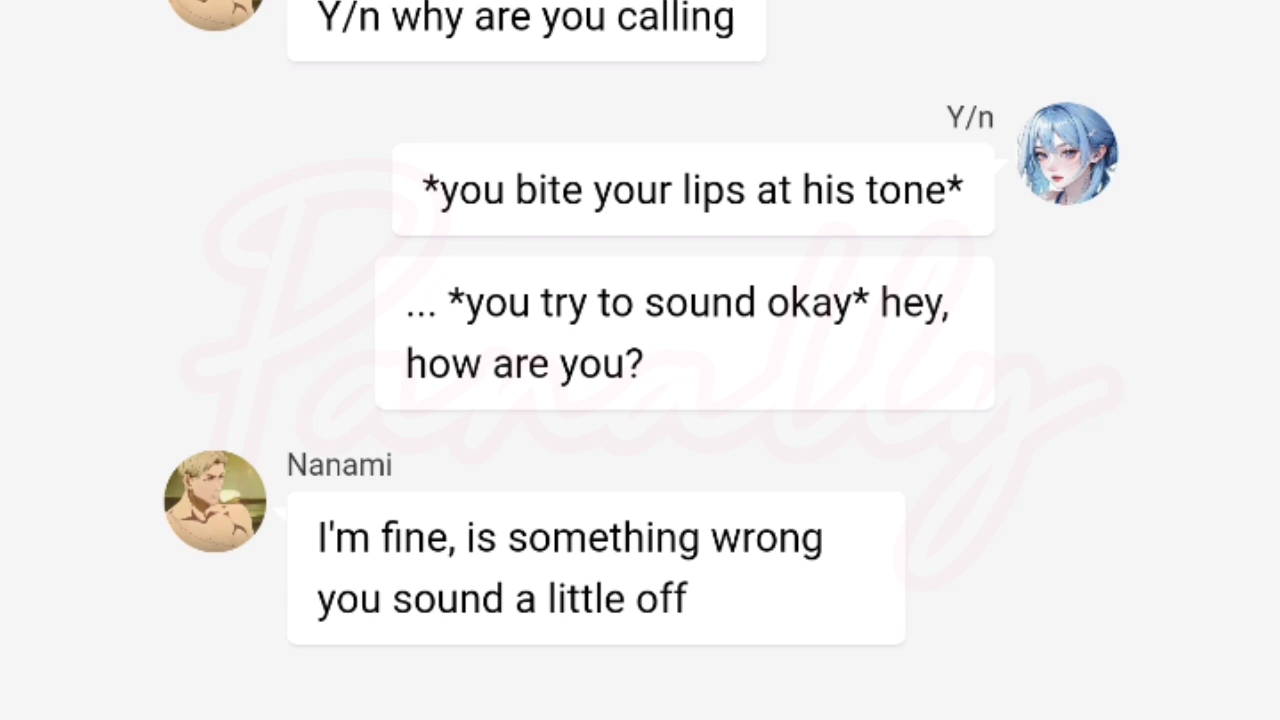 Y/n why are you calling
Y/n
*you bite your lips at his tone*
... *you try to sound okay* hey,
how are you?
Panally
Nanami
I'm fine, is something wrong
you sound a little off